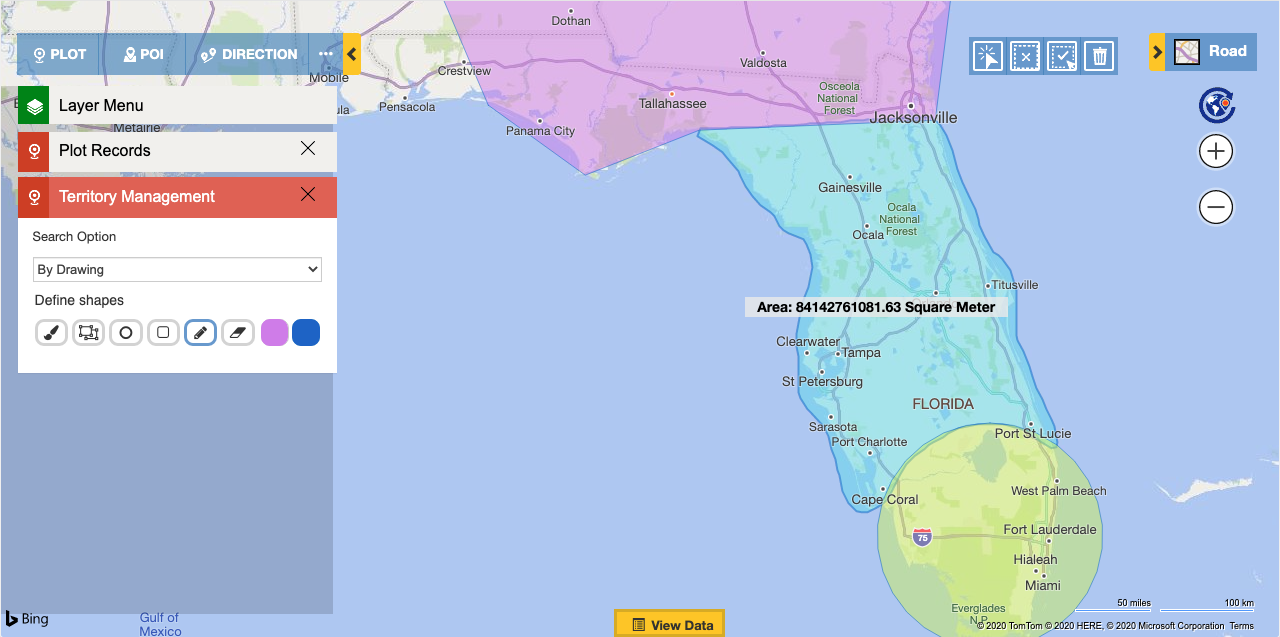 PLOT
POI
DIRECTION
...
Road
Layer Menu
Plot Records
Territory Management
Search Option
By Drawing
Define shapes
Dothan
Mobile
Crestview
Pensacola
Metairie
Panama City
Tallahassee
Valdosta
Osceola
National
Forest
Jacksonville
Gainesville
Ocala
National
Forest
Ocala
Titusville
Area: 84142761081.63 Square Meter
Clearwater
Tampa
St Petersburg
FLORIDA
Sarasota
Port Charlotte
Port St Lucie
Cape Coral
West Palm Beach
Fort Lauderdale
75
Hialeah
Miami
Everglades
N.P.
Gulf of
Mexico
Bing
View Data
50 miles
100 km
© 2020 TomTom © 2020 HERE, © 2020 Microsoft Corporation Terms